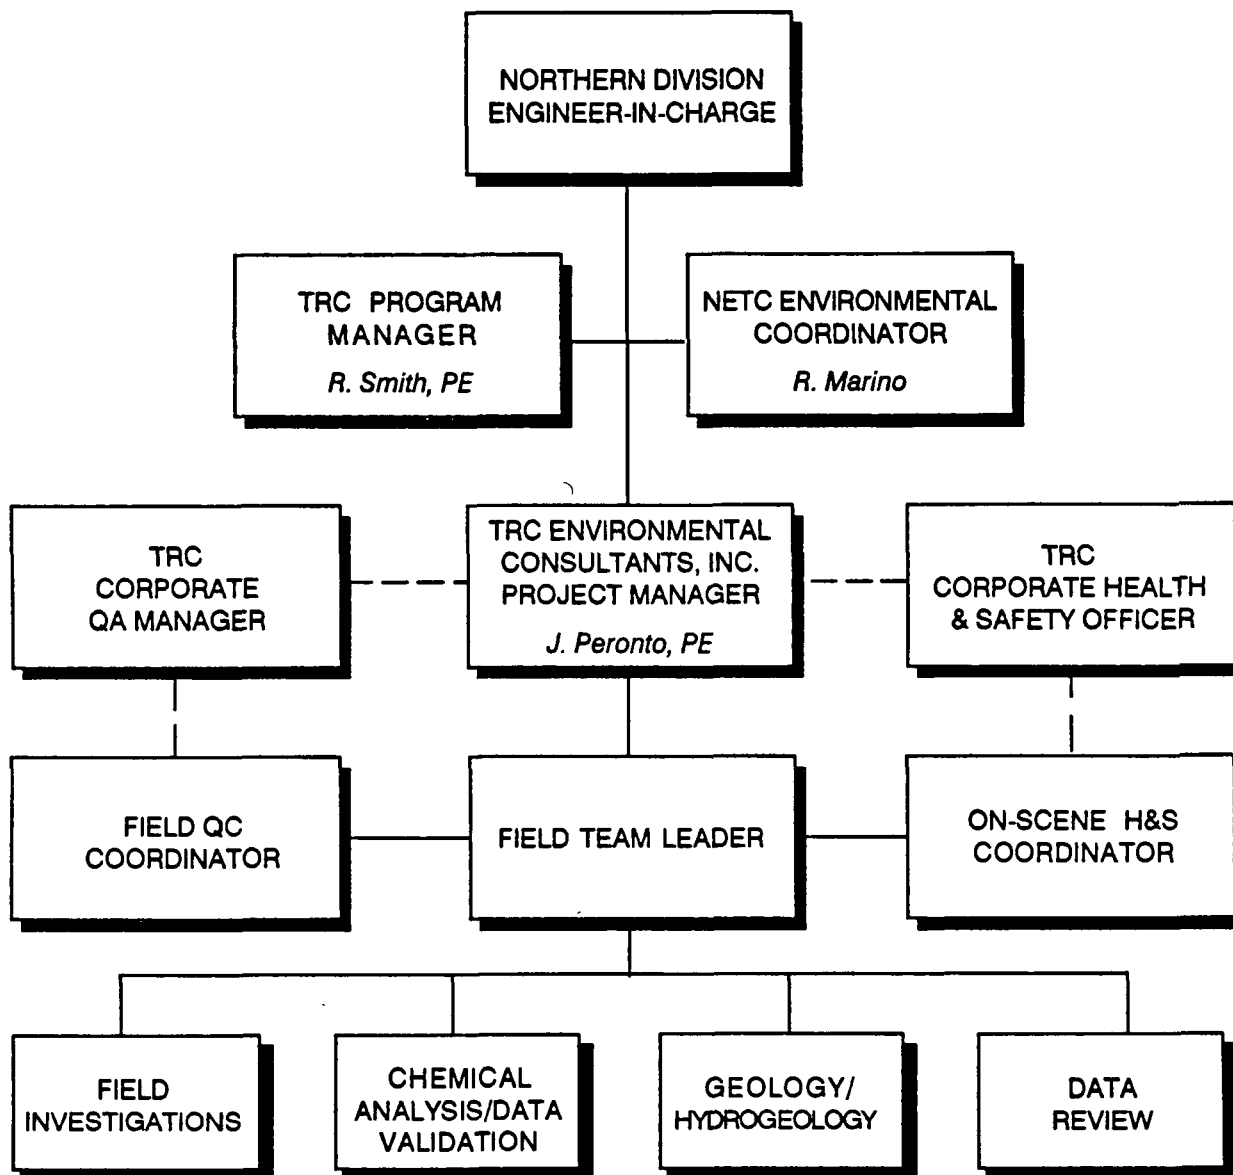 NORTHERN DIVISION
ENGINEER-IN-CHARGE
TRC PROGRAM
MANAGER
R. Smith, PE
NETC ENVIRONMENTAL
COORDINATOR
R. Marino
TRC
CORPORATE
QA MANAGER
TRC ENVIRONMENTAL
CONSULTANTS, INC.
PROJECT MANAGER
J. Peronto, PE
TRC
CORPORATE HEALTH
& SAFETY OFFICER
FIELD QC
COORDINATOR
FIELD TEAM LEADER
ON-SCENE H&S
COORDINATOR
FIELD
INVESTIGATIONS
CHEMICAL
ANALYSIS/DATA
VALIDATION
GEOLOGY/
HYDROGEOLOGY
DATA
REVIEW